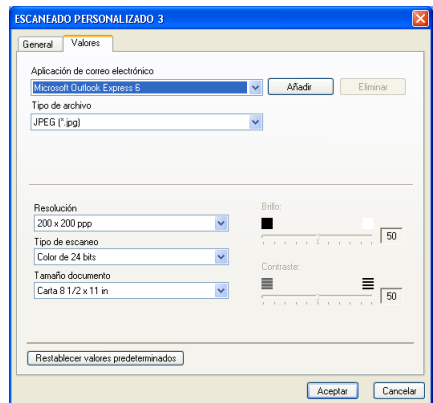 ESCANEADO PERSONALIZADO 3
General Valores
Aplicación de correo electrónico
Microsoft Outlook Express 6 Añadir Eliminar
Tipo de archivo
JPEG (*.jpg)
Resolución Brillo:
200 x 200 ppp 50
Tipo de escaneo
Color de 24 bits
Tamaño documento Contraste:
Carta 8 1/2 x 11 in 50
Restablecer valores predeterminados
Aceptar Cancelar